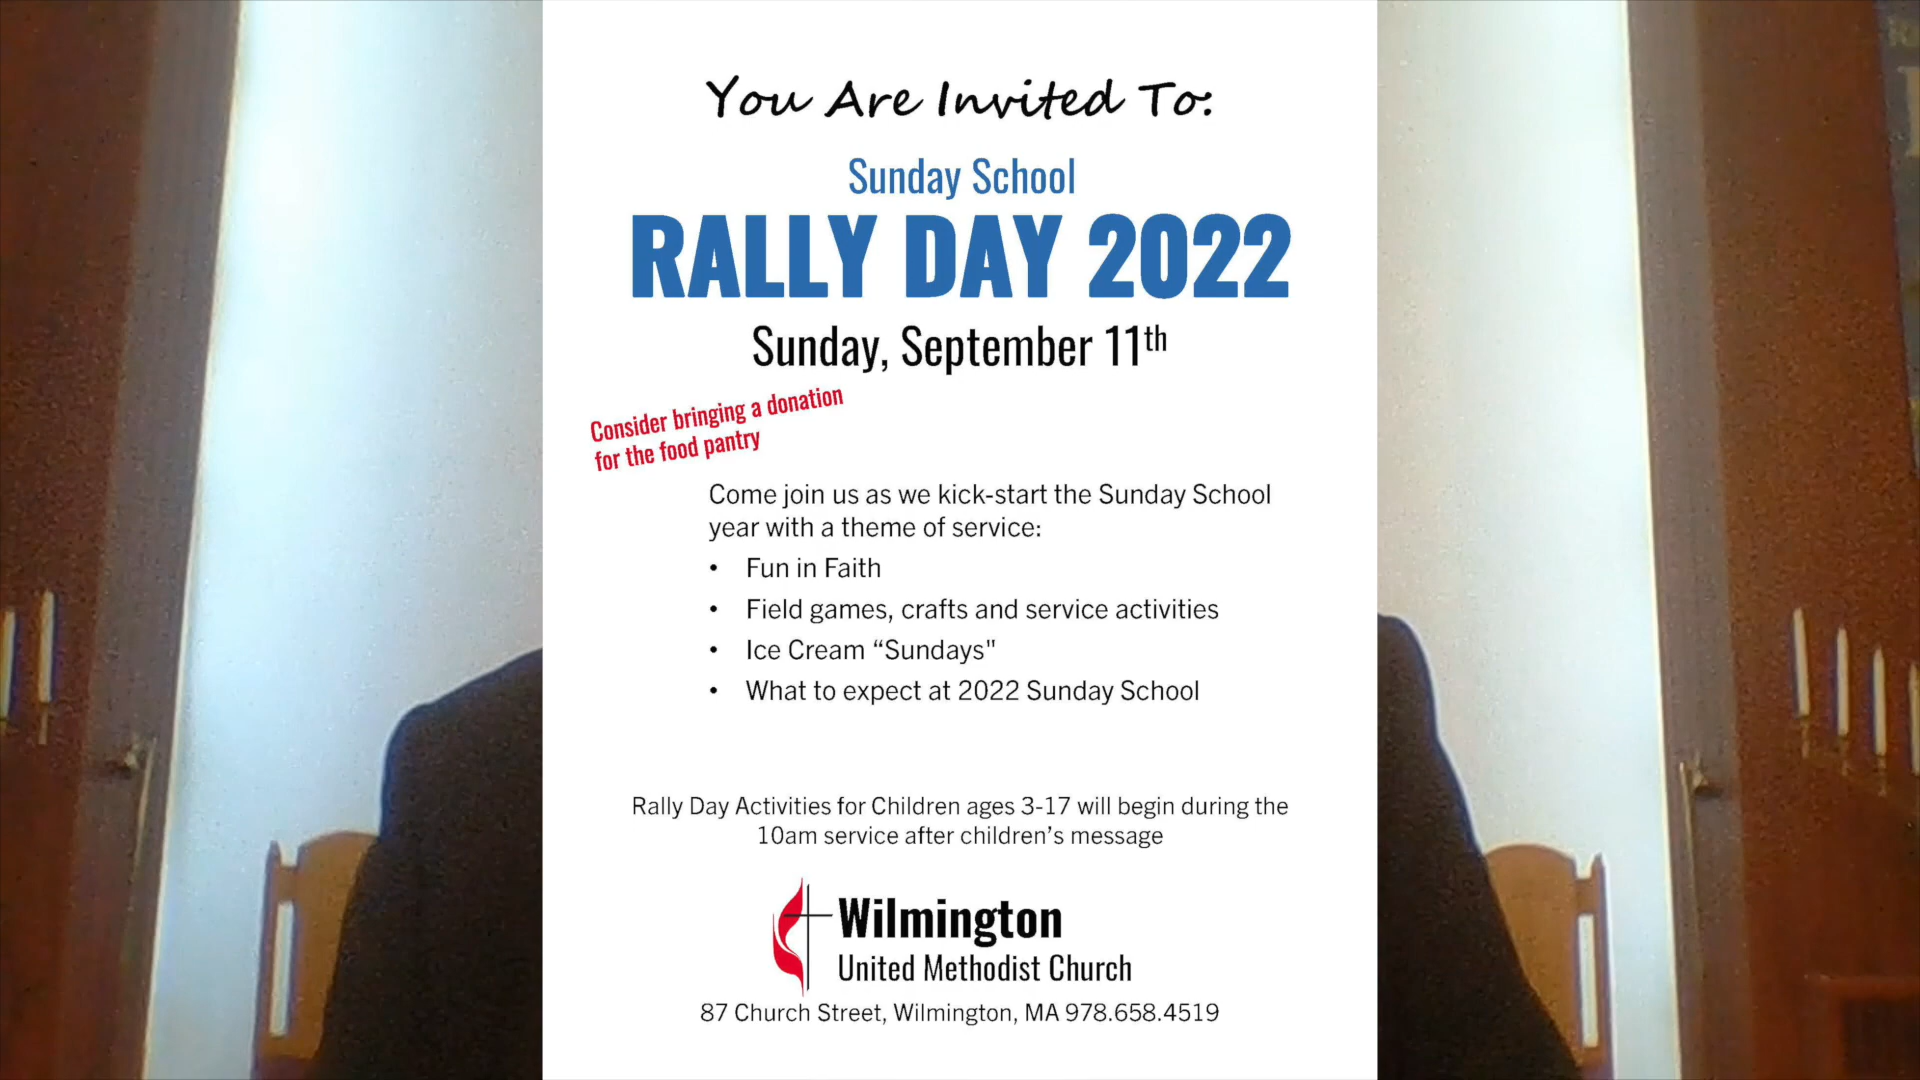 You Are Invited To:
Sunday School
RALLY DAY 2022
Sunday, September 11th
Consider bringing a donation
for the food pantry
Come join us as we kick-start the Sunday School
year with a theme of service:
• Fun in Faith
• Field games, crafts and service activities
• Ice Cream “Sundays"
• What to expect at 2022 Sunday School
Rally Day Activities for Children ages 3-17 will begin during the
10am service after children’s message
Wilmington
United Methodist Church
87 Church Street, Wilmington, MA 978.658.4519